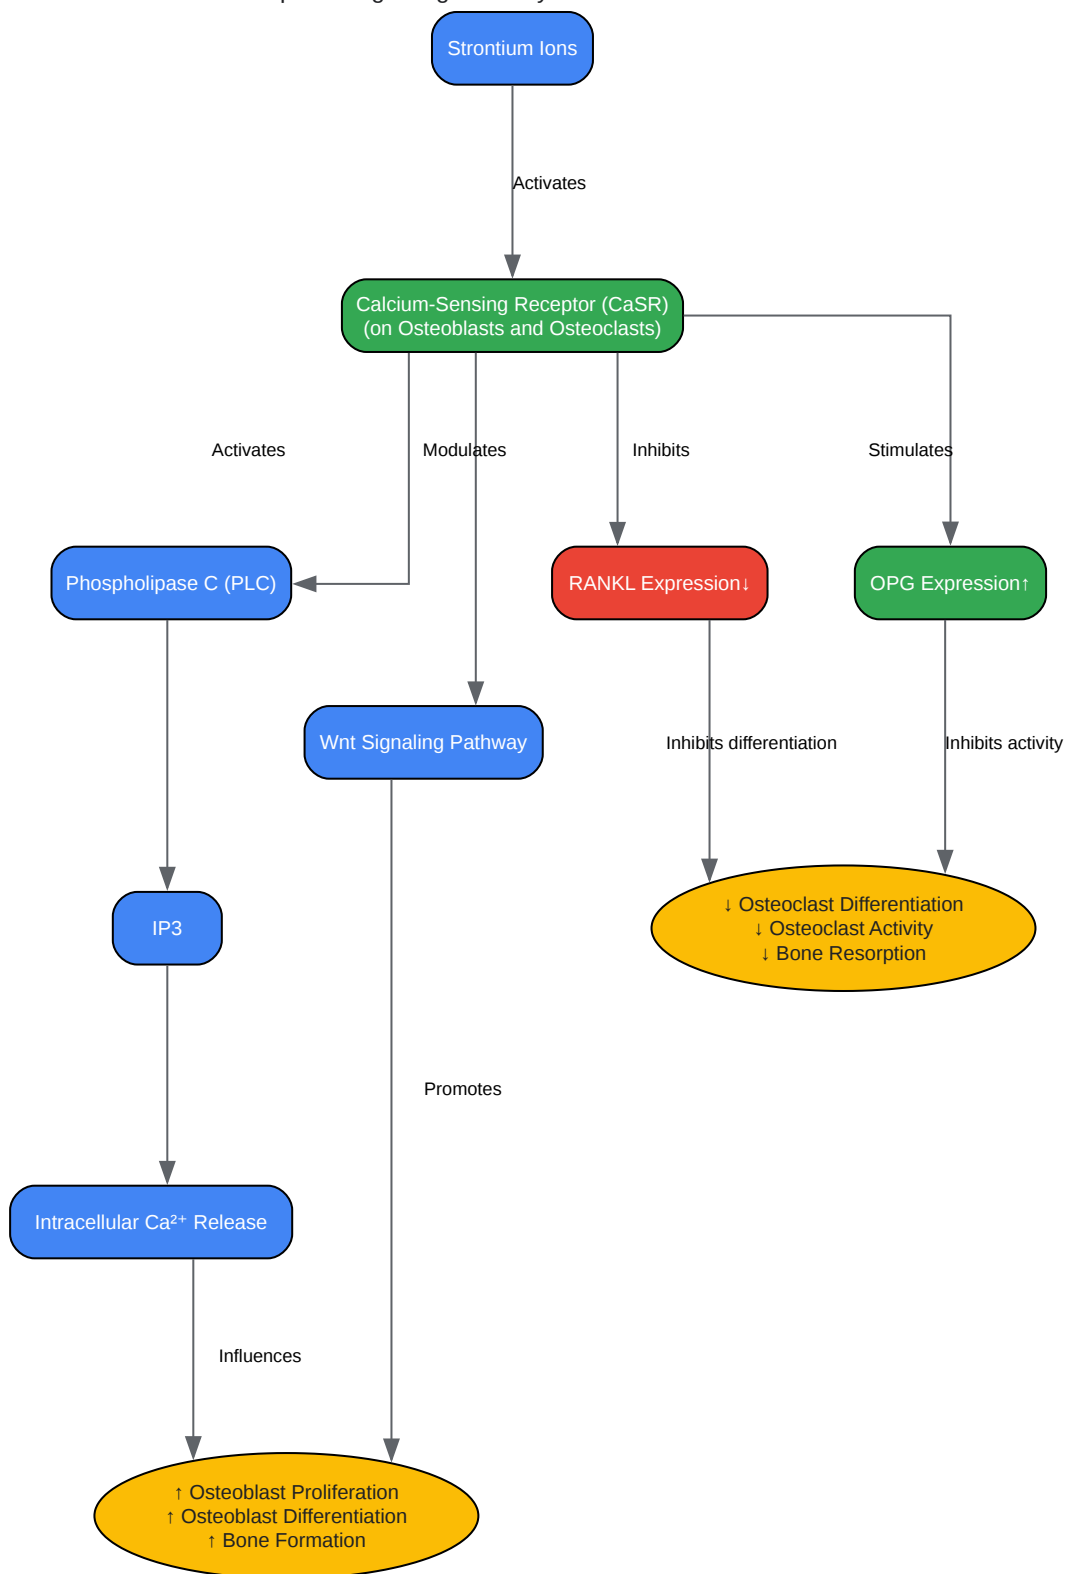 Strontium Ions
Activates
Calcium-Sensing Receptor (CaSR)
(on Osteoblasts and Osteoclasts)
Activates
Modulates
Inhibits
Stimulates
Phospholipase C (PLC)
RANKL Expression↓
OPG Expression↑
Wnt Signaling Pathway
Inhibits differentiation
Inhibits activity
↓ Osteoclast Differentiation
↓ Osteoclast Activity
↓ Bone Resorption
IP3
Promotes
Intracellular Ca²⁺ Release
Influences
↑ Osteoblast Proliferation
↑ Osteoblast Differentiation
↑ Bone Formation